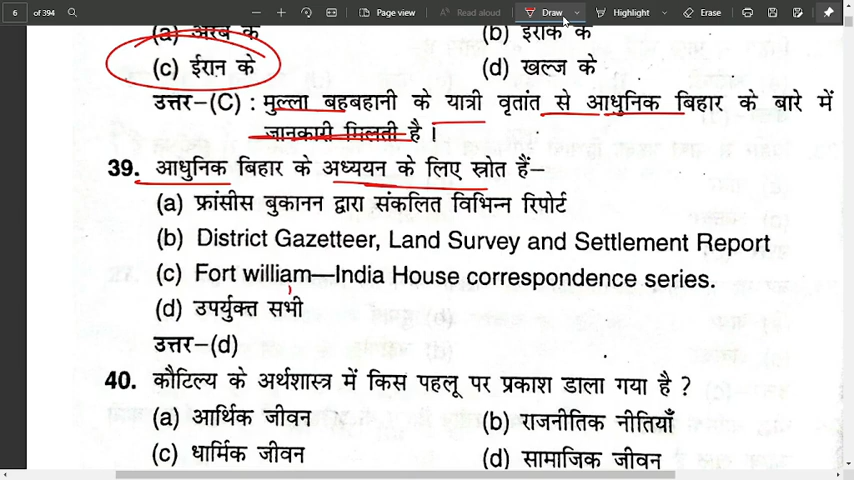 6 of 394 Page view Read aloud Draw Highlight Erase
(a) अरब के (b) इराक के
(c) ईरान के (d) खल्ज के
उत्तर–(C) : मुल्ला बहबहानी के यात्री वृतांत से आधुनिक बिहार के बारे में
जानकारी मिलती है।
39. आधुनिक बिहार के अध्ययन के लिए स्रोत हैं–
(a) फ्रांसीस बुकानन द्वारा संकलित विभिन्न रिपोर्ट
(b) District Gazetteer, Land Survey and Settlement Report
(c) Fort william—India House correspondence series.
(d) उपर्युक्त सभी
उत्तर–(d)
40. कौटिल्य के अर्थशास्त्र में किस पहलू पर प्रकाश डाला गया है ?
(a) आर्थिक जीवन (b) राजनीतिक नीतियाँ
(c) धार्मिक जीवन (d) सामाजिक जीवन